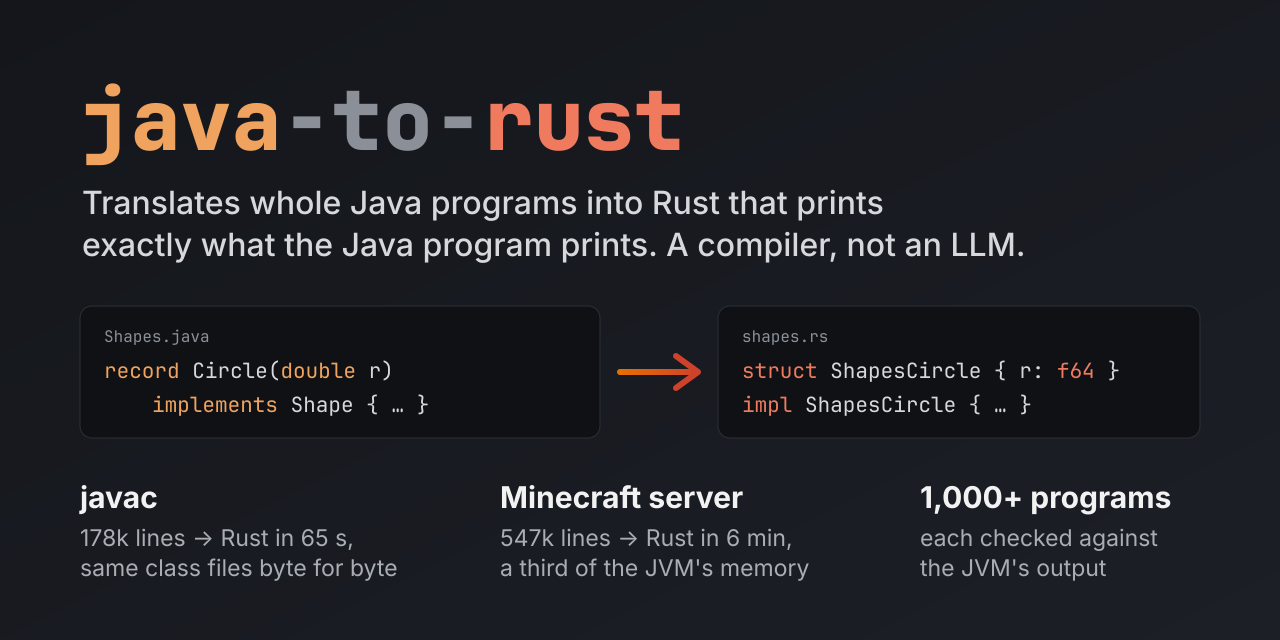 java-to-rust
Translates whole Java programs into Rust that prints
exactly what the Java program prints. A compiler, not an LLM.
Shapes.java
record Circle(double r)
    implements Shape { … }
shapes.rs
struct ShapesCircle { r: f64 }
impl ShapesCircle { … }
javac
178k lines → Rust in 65 s,
same class files byte for byte
Minecraft server
547k lines → Rust in 6 min,
a third of the JVM's memory
1,000+ programs
each checked against
the JVM's output